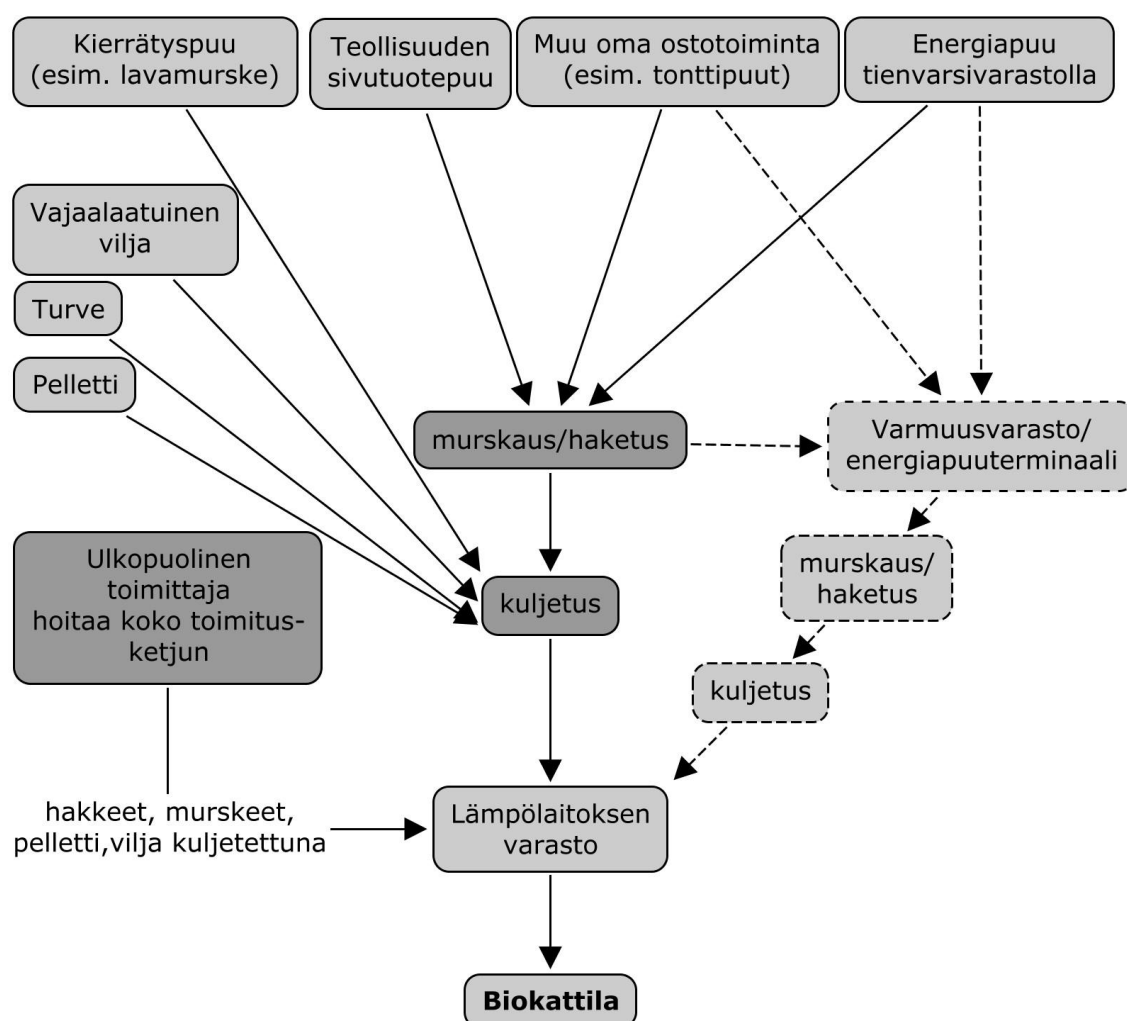 Kierrätyspuu
(esim. lavamurske)
Teollisuuden
sivutuotepuu
Muu oma ostotoiminta
(esim. tonttipuut)
Energiapuu
tienvarsivarastolla
Vajaalaatuinen
vilja
Turve
Pelletti
murskaus/haketus
Varmuusvarasto/
energiapuuterminaali
Ulkopuolinen
toimittaja
hoitaa koko toimitus-
ketjun
kuljetus
murskaus/
haketus
kuljetus
hakkeet, murskeet,
pelletti,vilja kuljetettuna
Lämpölaitoksen
varasto
Biokattila